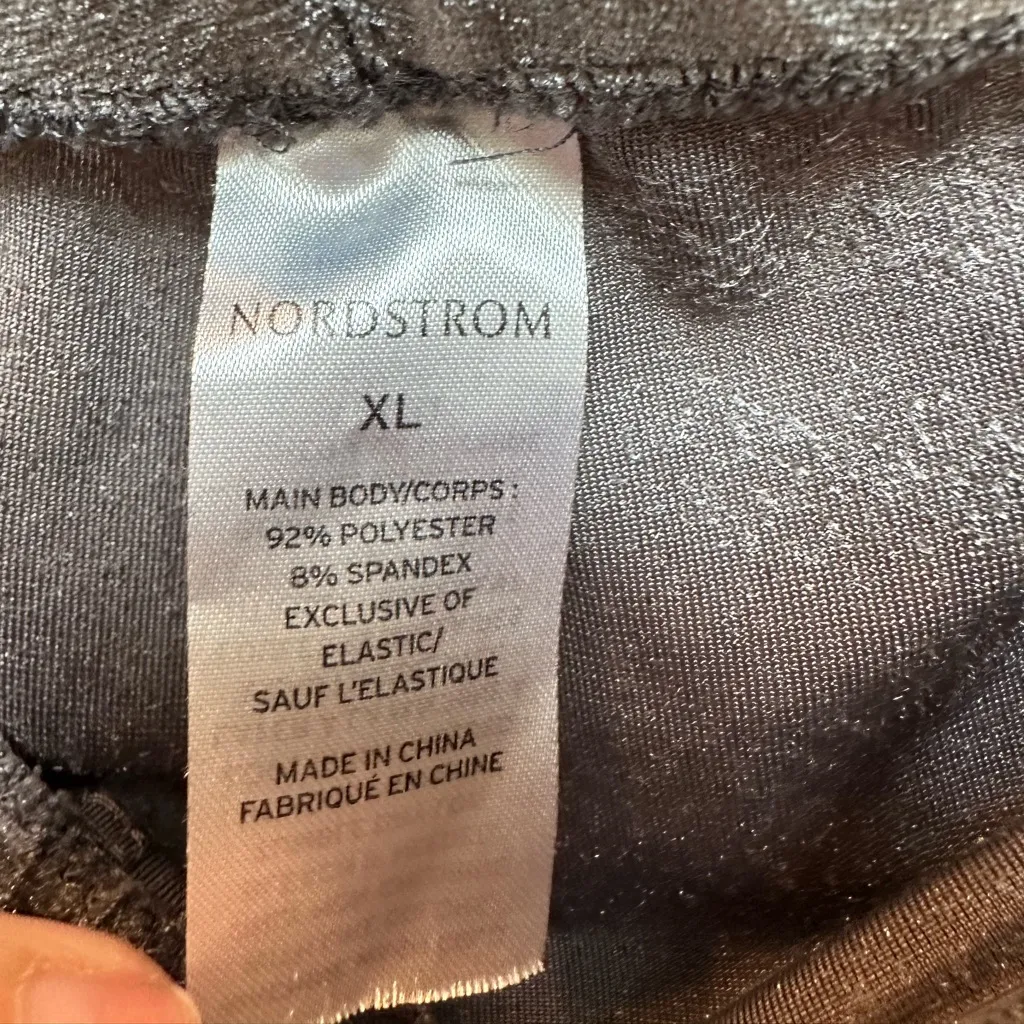 NORDSTROM
XL
MAIN BODY/CORPS :
92% POLYESTER
8% SPANDEX
EXCLUSIVE OF
ELASTIC/
SAUF L'ELASTIQUE
MADE IN CHINA
FABRIQUÉ EN CHINE